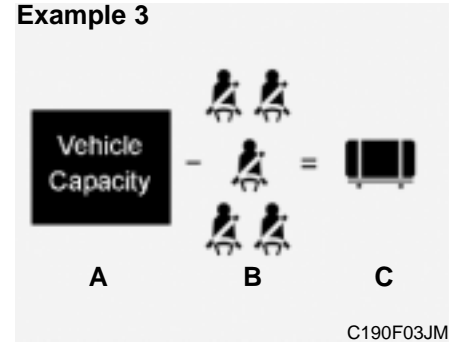 Example 3
Vehicle
Capacity
-
=
A B C
C190F03JM